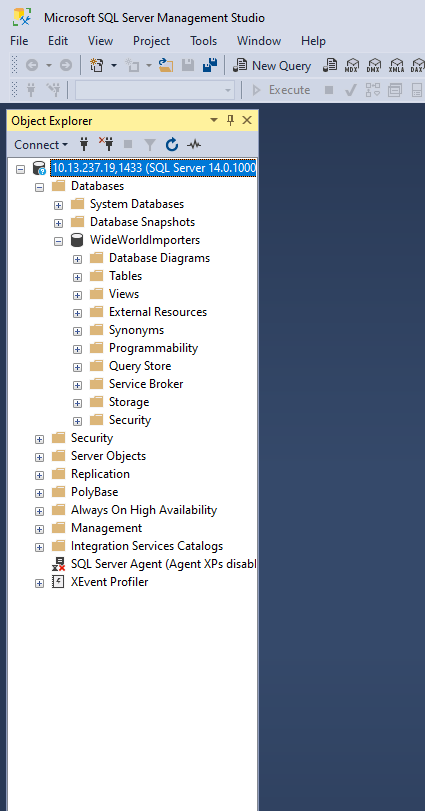 Microsoft SQL Server Management Studio
File Edit View Project Tools Window Help
New Query MDX DMX XMLA DAX
Execute
Object Explorer
Connect
10.13.237.19,1433 (SQL Server 14.0.1000
Databases
System Databases
Database Snapshots
WideWorldImporters
Database Diagrams
Tables
Views
External Resources
Synonyms
Programmability
Query Store
Service Broker
Storage
Security
Security
Server Objects
Replication
PolyBase
Always On High Availability
Management
Integration Services Catalogs
SQL Server Agent (Agent XPs disabl
XEvent Profiler